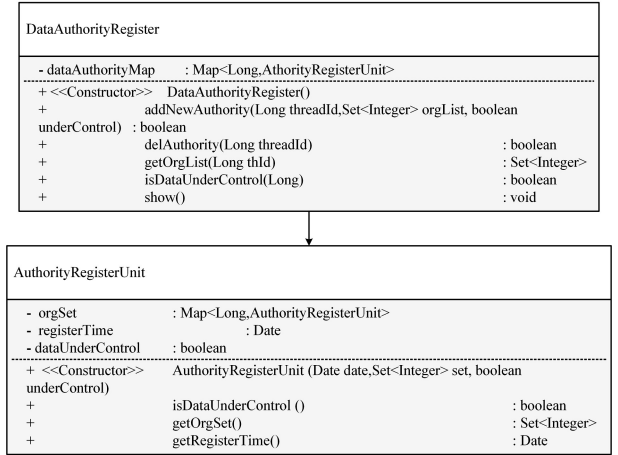 DataAuthorityRegister
- dataAuthorityMap : Map<Long,AthorityRegisterUnit>
+ <<Constructor>> DataAuthorityRegister()
+ addNewAuthority(Long threadId,Set<Integer> orgList, boolean
underControl) : boolean
+ delAuthority(Long threadId) : boolean
+ getOrgList(Long thId) : Set<Integer>
+ isDataUnderControl(Long) : boolean
+ show() : void
AuthorityRegisterUnit
- orgSet : Map<Long,AuthorityRegisterUnit>
- registerTime : Date
- dataUnderControl : boolean
+ <<Constructor>> AuthorityRegisterUnit (Date date,Set<Integer> set, boolean
underControl)
+ isDataUnderControl () : boolean
+ getOrgSet() : Set<Integer>
+ getRegisterTime() : Date